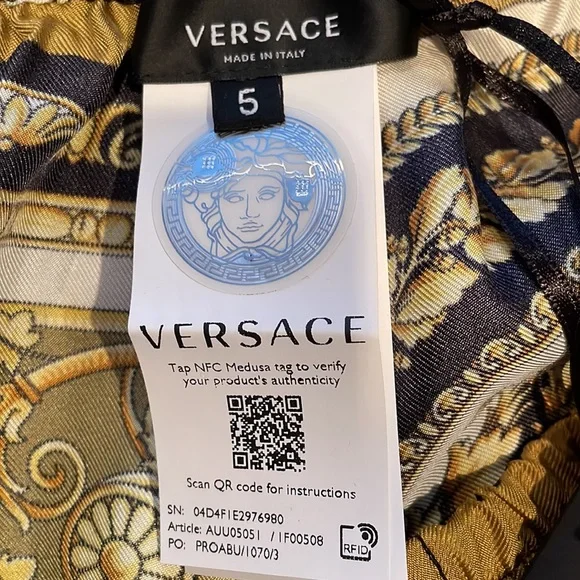 VERSACE
MADE IN ITALY
5
VERSACE
Tap NFC Medusa tag to verify
your product's authenticity
Scan QR code for instructions
SN: 04D4F1E2976980
Article: AUU05051 / 1F00508
PO: PROABU/1070/3
RFID